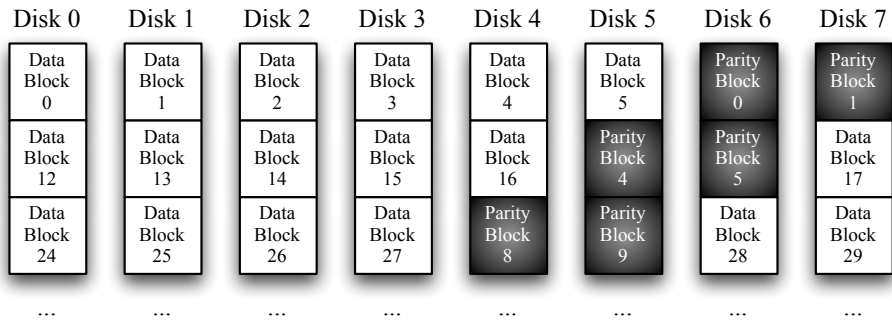 Disk 0 Disk 1 Disk 2 Disk 3 Disk 4 Disk 5 Disk 6 Disk 7
Data Data Data Data Data Data Parity Parity
Block Block Block Block Block Block Block Block
0 1 2 3 4 5 0 1
Data Data Data Data Data Parity Parity Data
Block Block Block Block Block Block Block Block
12 13 14 15 16 4 5 17
Data Data Data Data Parity Parity Data Data
Block Block Block Block Block Block Block Block
24 25 26 27 8 9 28 29
... ... ... ... ... ... ... ...